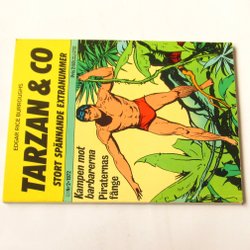 EDGAR RICE BURROUGHS
TARZAN & CO
STORT SPÄNNANDE EXTRANUMMER
Kampen mot
barbarerna
Piraternas
fånge